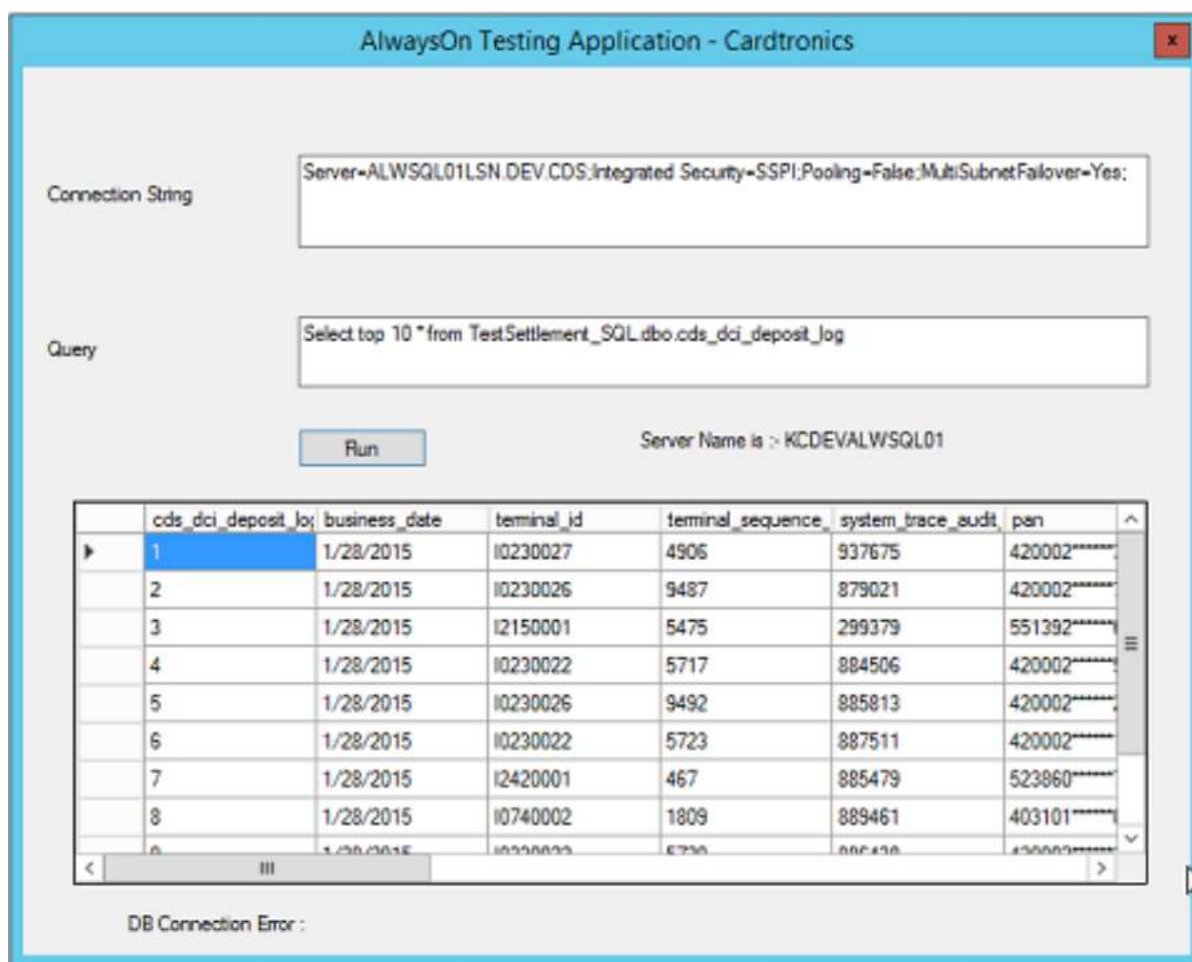 AlwaysOn Testing Application - Cardtronics
x
Connection String
Server=ALWSQL01LSN.DEV.CDS;Integrated Security=SSPI;Pooling=False;MultiSubnetFailover=Yes;
Query
Select top 10 * from TestSettlement_SQL.dbo.cds_dci_deposit_log
Run
Server Name is :- KCDEVALWSQL01
cds_dci_deposit_log business_date terminal_id terminal_sequence_ system_trace_audit_ pan
1 1/28/2015 I0230027 4906 937675 420002*******
2 1/28/2015 I0230026 9487 879021 420002*******
3 1/28/2015 I2150001 5475 299379 551392*******
4 1/28/2015 I0230022 5717 884506 420002*******
5 1/28/2015 I0230026 9492 885813 420002*******
6 1/28/2015 I0230022 5723 887511 420002*******
7 1/28/2015 I2420001 467 885479 523860*******
8 1/28/2015 I0740002 1809 889461 403101*******
DB Connection Error :